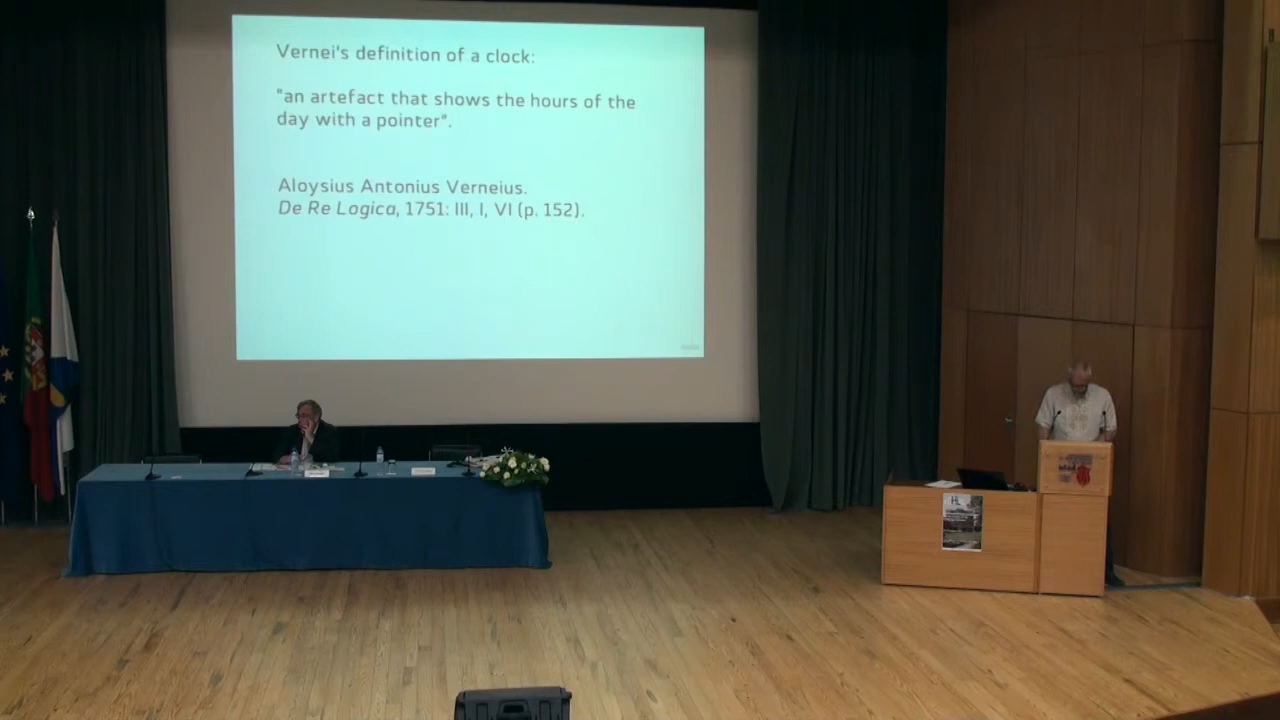 Vernei's definition of a clock:
"an artefact that shows the hours of the
day with a pointer".
Aloysius Antonius Verneius.
De Re Logica, 1751: III, I, VI (p. 152).